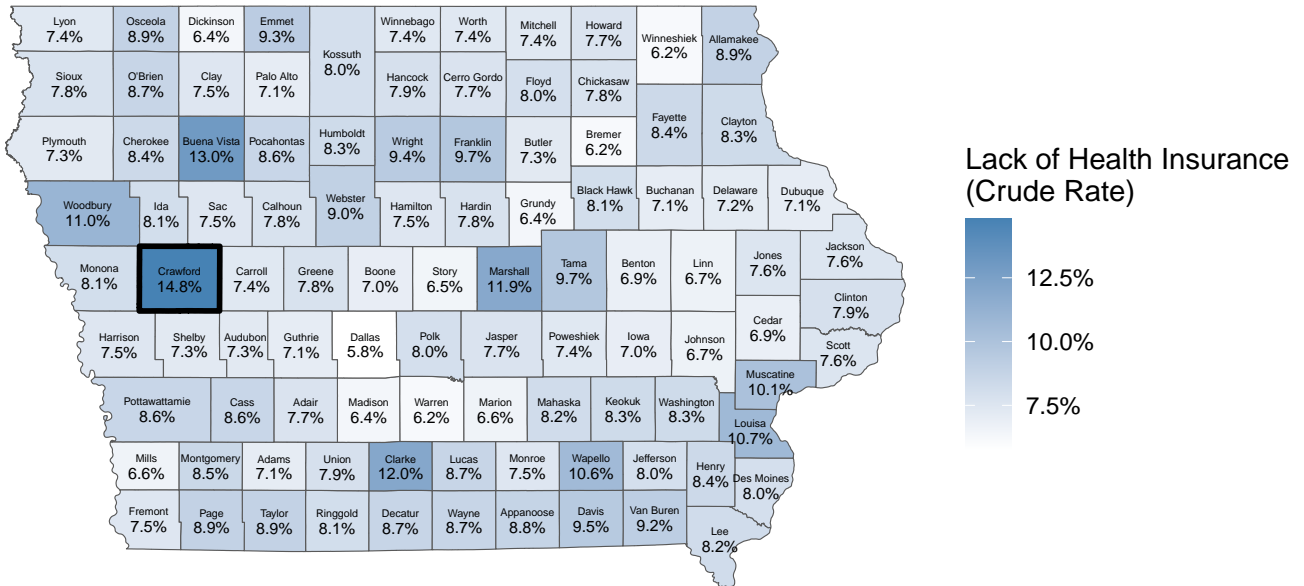 Lyon
7.4%
Osceola
8.9%
Dickinson
6.4%
Emmet
9.3%
Kossuth
8.0%
Winnebago
7.4%
Worth
7.4%
Mitchell
7.4%
Howard
7.7%
Winneshiek
6.2%
Allamakee
8.9%
Sioux
7.8%
O'Brien
8.7%
Clay
7.5%
Palo Alto
7.1%
Hancock
7.9%
Cerro Gordo
7.7%
Floyd
8.0%
Chickasaw
7.8%
Fayette
8.4%
Clayton
8.3%
Plymouth
7.3%
Cherokee
8.4%
Buena Vista
13.0%
Pocahontas
8.6%
Humboldt
8.3%
Wright
9.4%
Franklin
9.7%
Butler
7.3%
Bremer
6.2%
Woodbury
11.0%
Ida
8.1%
Sac
7.5%
Calhoun
7.8%
Webster
9.0%
Hamilton
7.5%
Hardin
7.8%
Grundy
6.4%
Black Hawk
8.1%
Buchanan
7.1%
Delaware
7.2%
Dubuque
7.1%
Monona
8.1%
Crawford
14.8%
Carroll
7.4%
Greene
7.8%
Boone
7.0%
Story
6.5%
Marshall
11.9%
Tama
9.7%
Benton
6.9%
Linn
6.7%
Jones
7.6%
Jackson
7.6%
Clinton
7.9%
Harrison
7.5%
Shelby
7.3%
Audubon
7.3%
Guthrie
7.1%
Dallas
5.8%
Polk
8.0%
Jasper
7.7%
Poweshiek
7.4%
Iowa
7.0%
Johnson
6.7%
Cedar
6.9%
Scott
7.6%
Muscatine
10.1%
Pottawattamie
8.6%
Cass
8.6%
Adair
7.7%
Madison
6.4%
Warren
6.2%
Marion
6.6%
Mahaska
8.2%
Keokuk
8.3%
Washington
8.3%
Louisa
10.7%
Mills
6.6%
Montgomery
8.5%
Adams
7.1%
Union
7.9%
Clarke
12.0%
Lucas
8.7%
Monroe
7.5%
Wapello
10.6%
Jefferson
8.0%
Henry
8.4%
Des Moines
8.0%
Fremont
7.5%
Page
8.9%
Taylor
8.9%
Ringgold
8.1%
Decatur
8.7%
Wayne
8.7%
Appanoose
8.8%
Davis
9.5%
Van Buren
9.2%
Lee
8.2%
Lack of Health Insurance
(Crude Rate)
12.5%
10.0%
7.5%